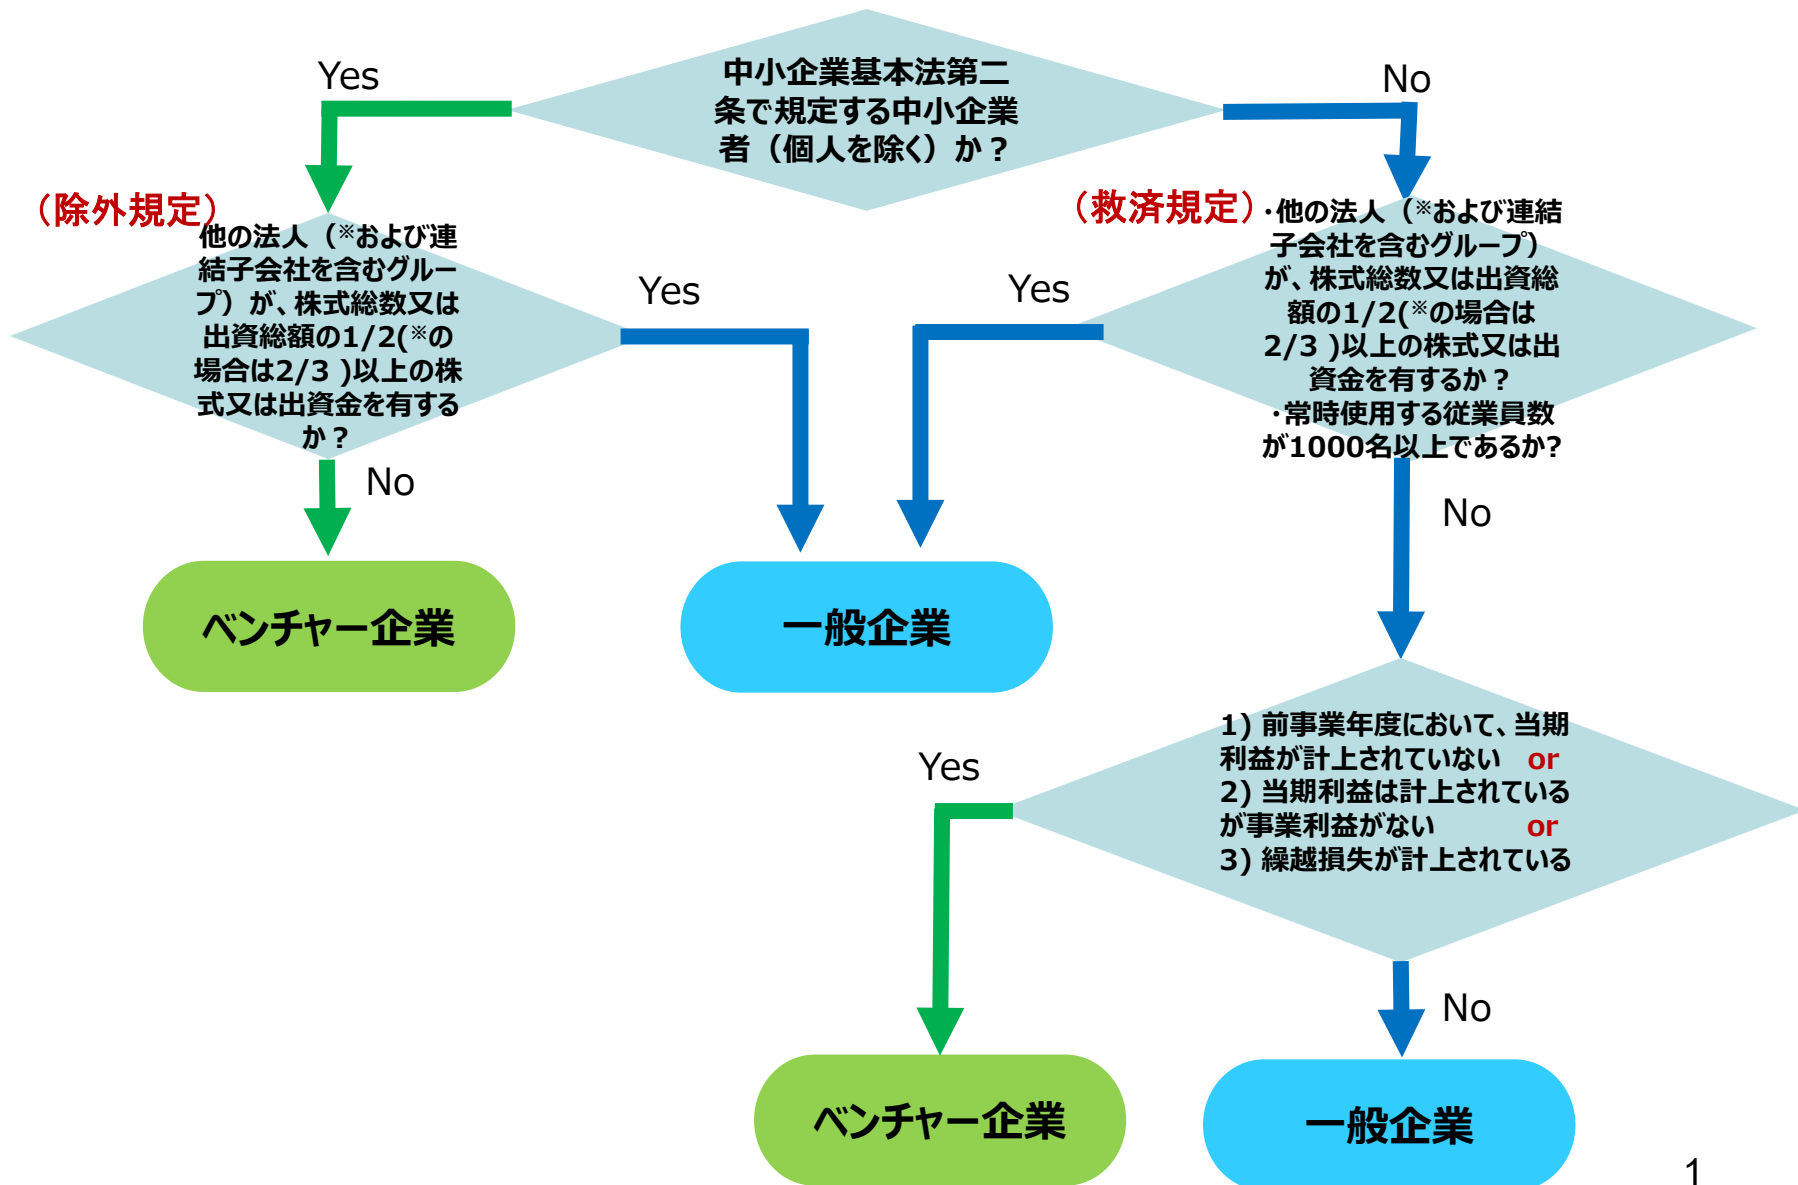 中小企業基本法第二
条で規定する中小企業
者（個人を除く）か？
Yes
No
（除外規定）
他の法人（※および連
結子会社を含むグルー
プ）が、株式総数又は
出資総額の1/2(※の
場合は2/3 )以上の株
式又は出資金を有する
か？
Yes
No
（救済規定）
・他の法人（※および連結
子会社を含むグループ）
が、株式総数又は出資総
額の1/2(※の場合は
2/3 )以上の株式又は出
資金を有するか？
・常時使用する従業員数
が1000名以上であるか?
Yes
No
ベンチャー企業
一般企業
1) 前事業年度において、当期
利益が計上されていない or
2) 当期利益は計上されている
が事業利益がない or
3) 繰越損失が計上されている
Yes
No
ベンチャー企業
一般企業
1